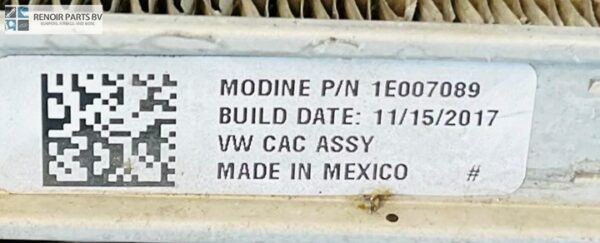 RENOIR PARTS BV
MODINE P/N 1E007089
BUILD DATE: 11/15/2017
VW CAC ASSY
MADE IN MEXICO #